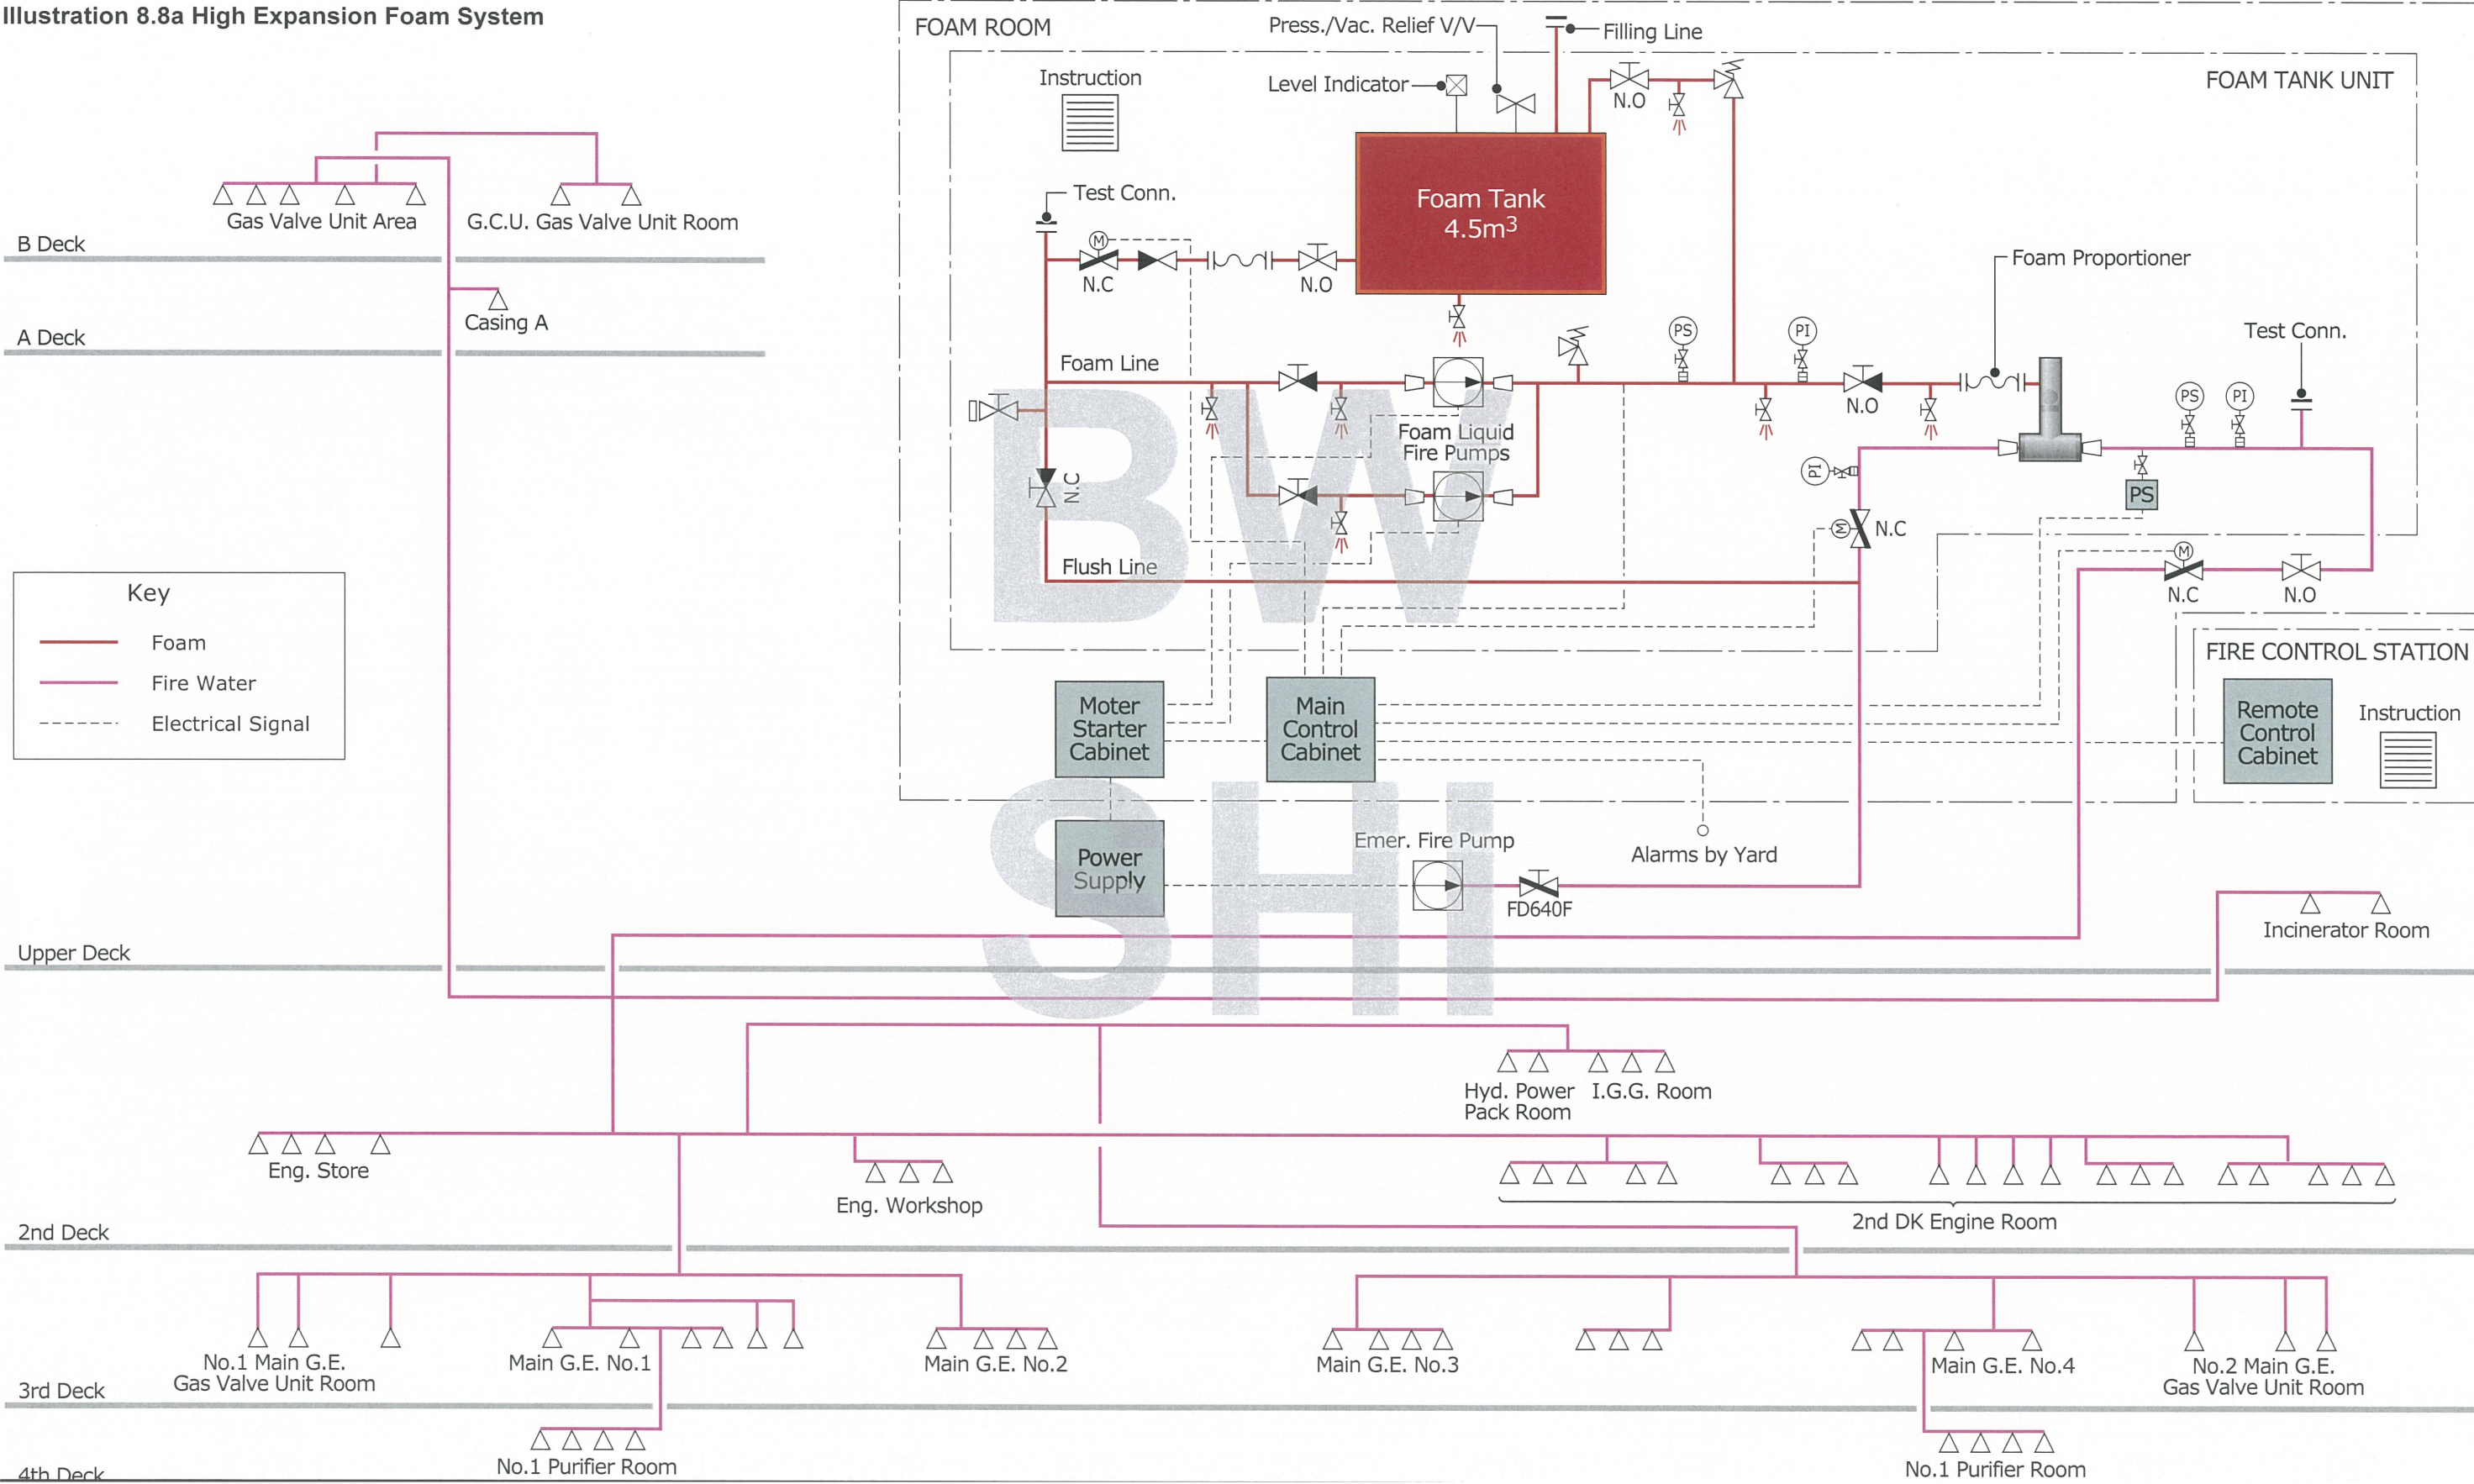 Illustration 8.8a High Expansion Foam System
FOAM ROOM
Press./Vac. Relief V/V
Filling Line
FOAM TANK UNIT
Instruction
Level Indicator
N.O
Foam Tank
4.5m³
Test Conn.
Gas Valve Unit Area
G.C.U. Gas Valve Unit Room
B Deck
M
N.C
N.O
Foam Proportioner
Casing A
A Deck
PS
PI
Test Conn.
Foam Line
N.O
PS
PI
Foam Liquid
Fire Pumps
N.C
PI
PS
M
N.C
M
Flush Line
N.C
N.O
Key
Foam
Fire Water
Electrical Signal
FIRE CONTROL STATION
Moter
Starter
Cabinet
Main
Control
Cabinet
Remote
Control
Cabinet
Instruction
BW
SHI
Power
Supply
Emer. Fire Pump
Alarms by Yard
FD640F
Incinerator Room
Upper Deck
Hyd. Power
Pack Room
I.G.G. Room
Eng. Store
Eng. Workshop
2nd DK Engine Room
2nd Deck
No.1 Main G.E.
Gas Valve Unit Room
Main G.E. No.1
Main G.E. No.2
Main G.E. No.3
Main G.E. No.4
No.2 Main G.E.
Gas Valve Unit Room
3rd Deck
No.1 Purifier Room
No.1 Purifier Room
4th Deck